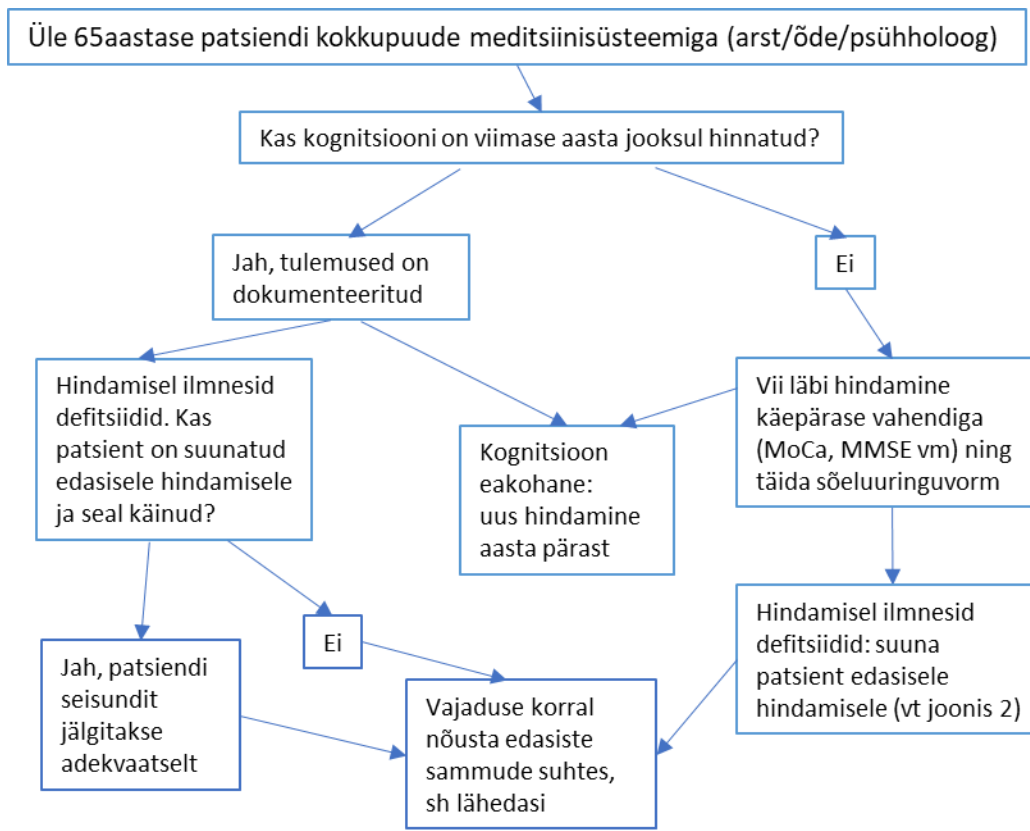 Üle 65aastase patsiendi kokkupuude meditsiinisüsteemiga (arst/õde/psühholoog)
Kas kognitsiooni on viimase aasta jooksul hinnatud?
Jah, tulemused on
dokumenteeritud
Ei
Hindamisel ilmnesid
defitsiidid. Kas
patsient on suunatud
edasisele hindamisele
ja seal käinud?
Kognitsioon
eakohane:
uus hindamine
aasta pärast
Vii läbi hindamine
käepärase vahendiga
(MoCa, MMSE vm) ning
täida sõeluuringuvorm
Ei
Jah, patsiendi
seisundit
jälgitakse
adekvaatselt
Vajaduse korral
nõusta edasiste
sammude suhtes,
sh lähedasi
Hindamisel ilmnesid
defitsiidid: suuna
patsient edasisele
hindamisele (vt joonis 2)